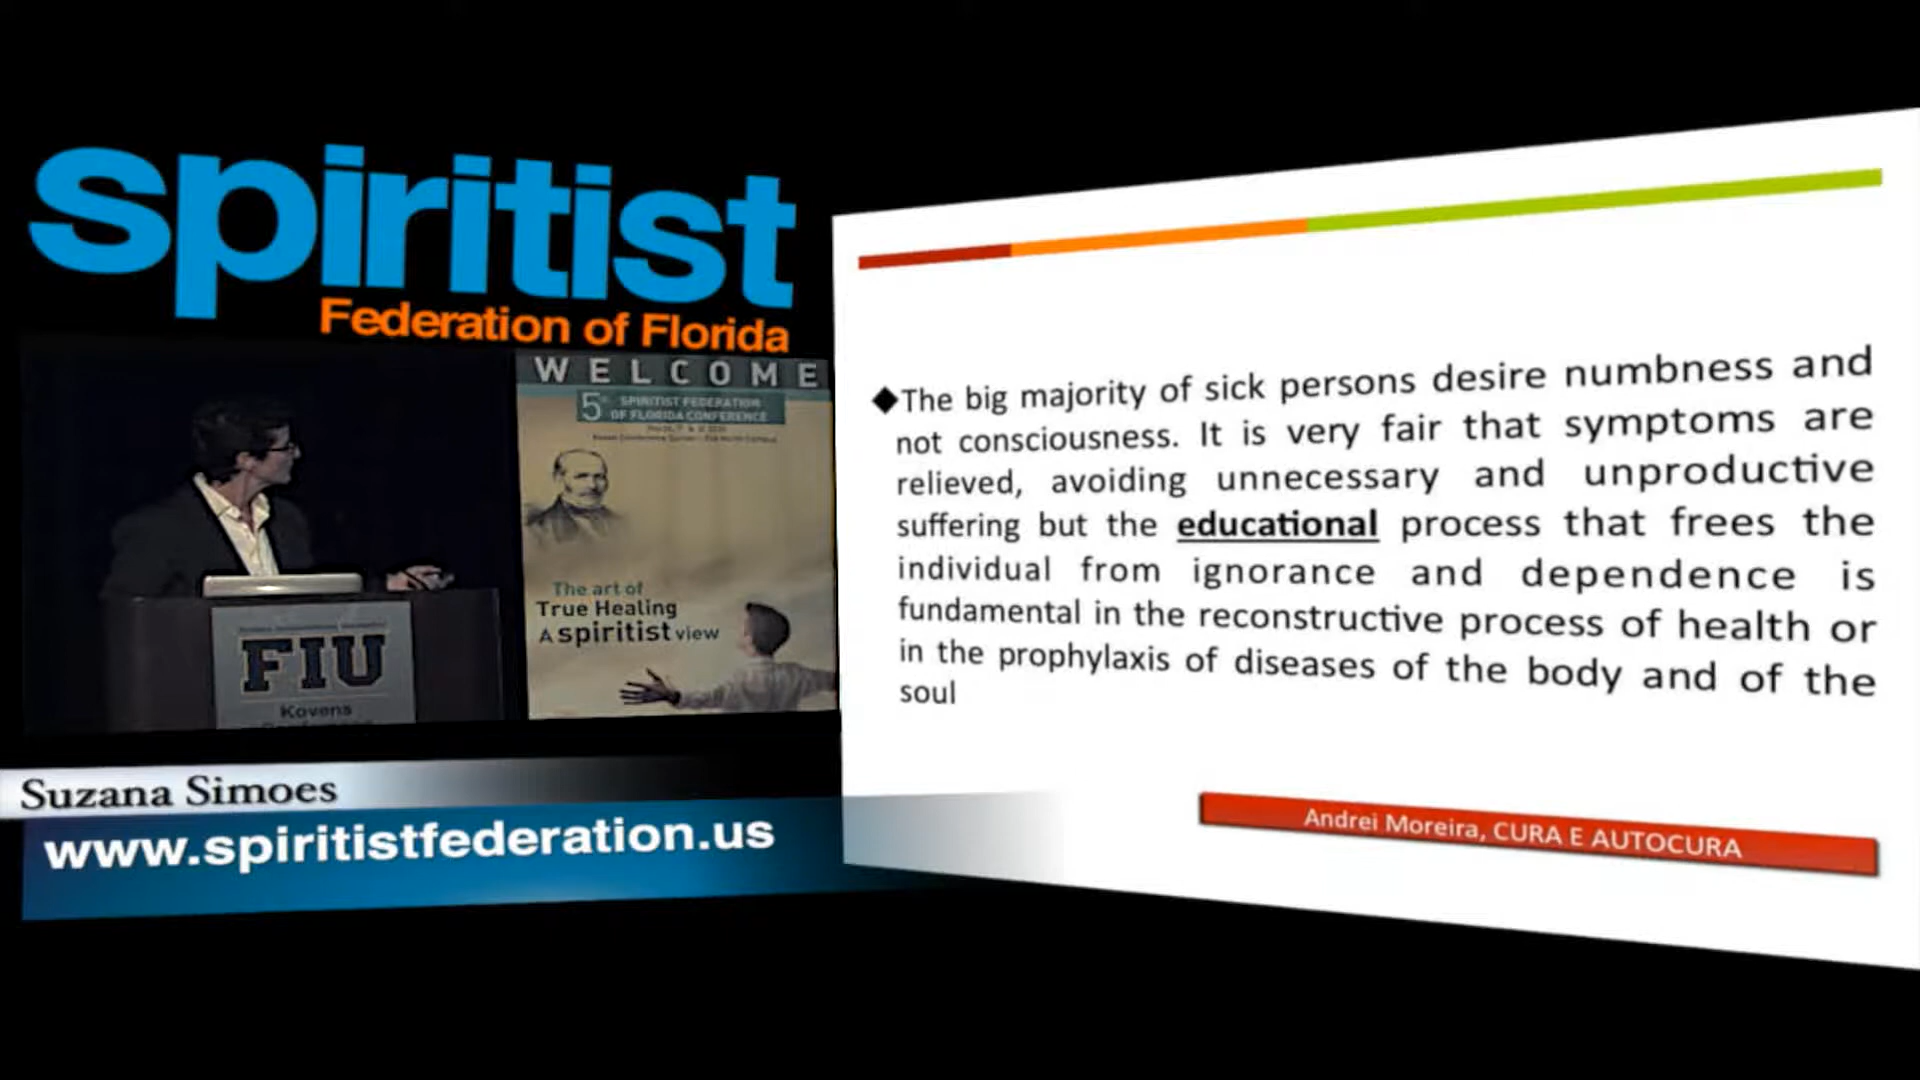 spiritist
Federation of Florida
WELCOME
5th SPIRITIST FEDERATION
OF FLORIDA CONFERENCE
The art of
True Healing
A spiritist view
FIU
Kovens
Suzana Simoes
www.spiritistfederation.us
◆The big majority of sick persons desire numbness and
not consciousness. It is very fair that symptoms are
relieved, avoiding unnecessary and unproductive
suffering but the educational process that frees the
individual from ignorance and dependence is
fundamental in the reconstructive process of health or
in the prophylaxis of diseases of the body and of the
soul
Andrei Moreira, CURA E AUTOCURA